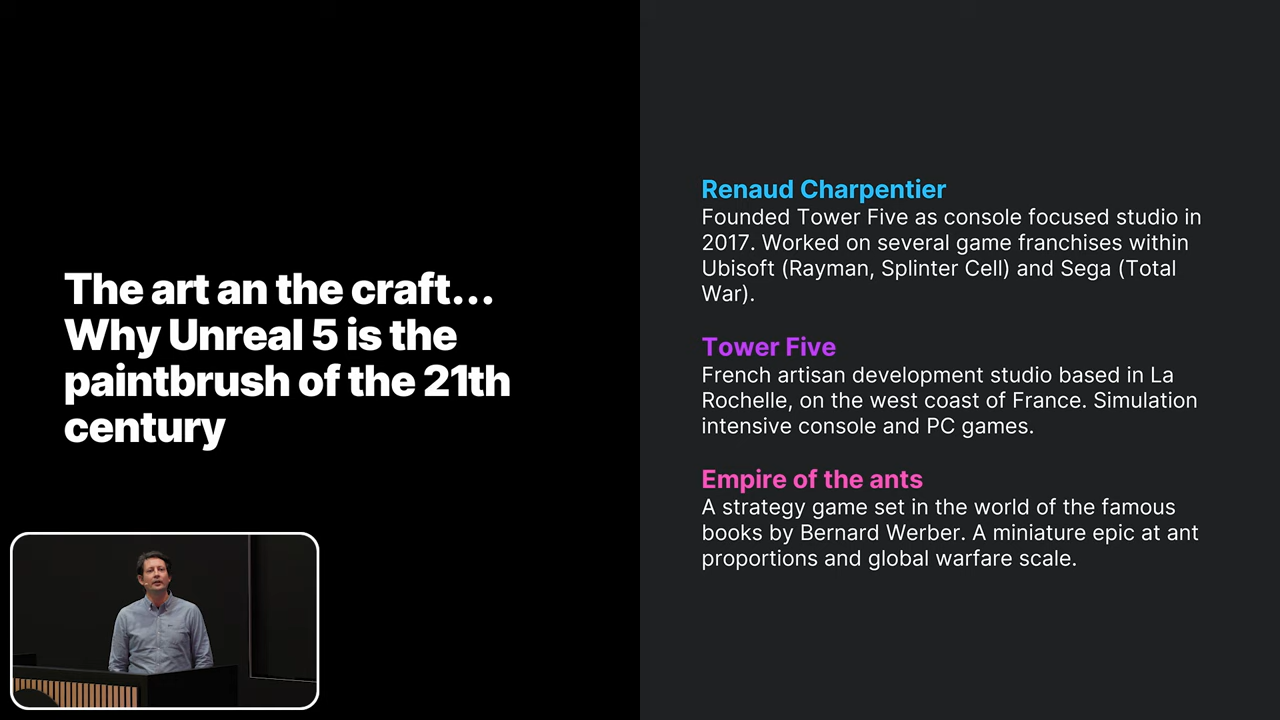 The art an the craft...
Why Unreal 5 is the
paintbrush of the 21th
century
Renaud Charpentier
Founded Tower Five as console focused studio in
2017. Worked on several game franchises within
Ubisoft (Rayman, Splinter Cell) and Sega (Total
War).
Tower Five
French artisan development studio based in La
Rochelle, on the west coast of France. Simulation
intensive console and PC games.
Empire of the ants
A strategy game set in the world of the famous
books by Bernard Werber. A miniature epic at ant
proportions and global warfare scale.